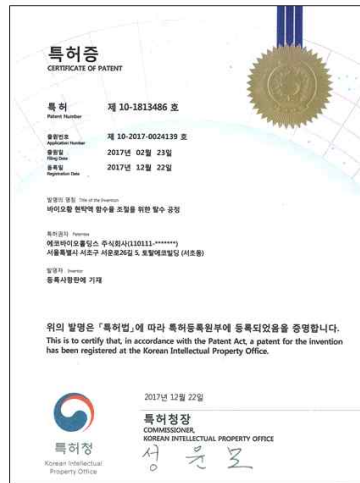 특허증
CERTIFICATE OF PATENT
특 허 제 10-1813486 호
Patent Number
출원번호 제 10-2017-0024139 호
Application Number
출원일 2017년 02월 23일
Filing Date
등록일 2017년 12월 22일
Registration Date
발명의 명칭 Title of the Invention
바이오황 현탁액 함수율 조절을 위한 탈수 공정
특허권자 Patentee
에코바이오홀딩스 주식회사(110111-*******)
서울특별시 서초구 서운로26길 5, 토탈에코빌딩 (서초동)
발명자 Inventor
등록사항란에 기재
위의 발명은 「특허법」에 따라 특허등록원부에 등록되었음을 증명합니다.
This is to certify that, in accordance with the Patent Act, a patent for the invention
has been registered at the Korean Intellectual Property Office.
2017년 12월 22일
특허청장
COMMISSIONER,
KOREAN INTELLECTUAL PROPERTY OFFICE
성 윤 모
특허청
Korean Intellectual
Property Office